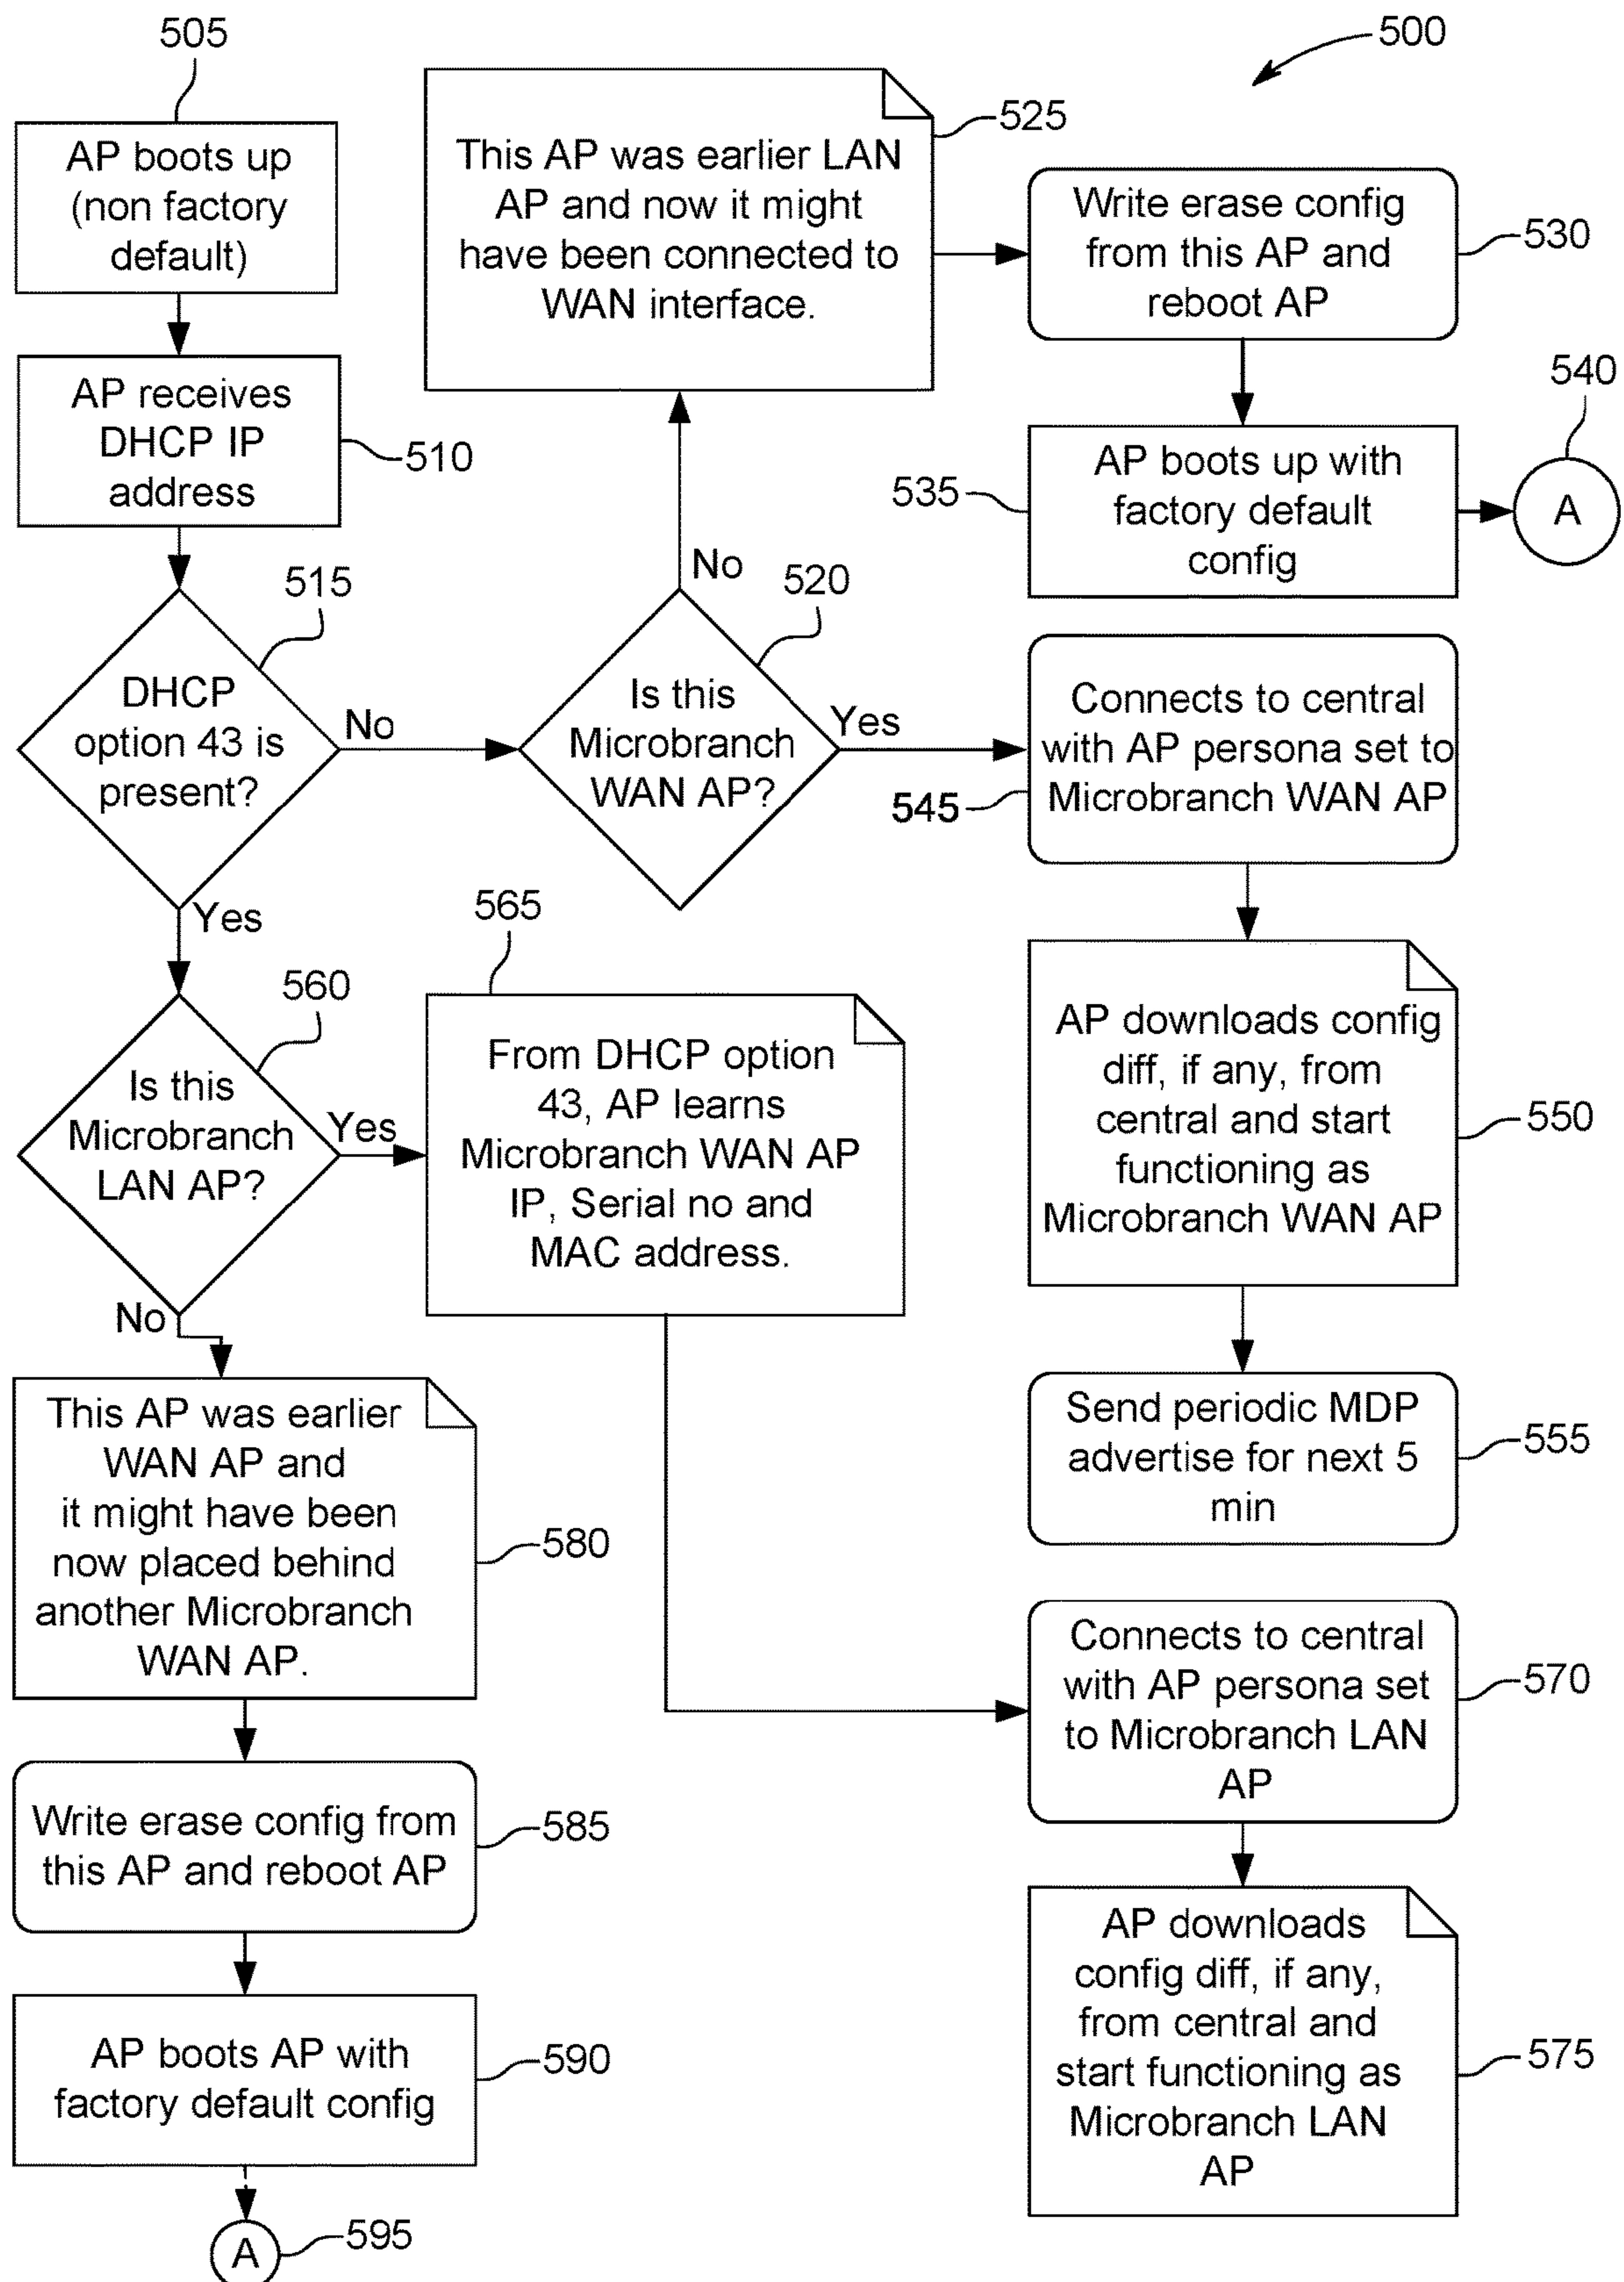 500
505
AP boots up
(non factory
default)
AP receives
DHCP IP
address
510
515
DHCP
option 43 is
present?
No
Yes
520
Is this
Microbranch
WAN AP?
No
Yes
525
This AP was earlier LAN
AP and now it might
have been connected to
WAN interface.
Write erase config
from this AP and
reboot AP
530
535
AP boots up with
factory default
config
540
A
Connects to central
with AP persona set to
Microbranch WAN AP
545
AP downloads config
diff, if any, from
central and start
functioning as
Microbranch WAN AP
550
Send periodic MDP
advertise for next 5
min
555
560
Is this
Microbranch
LAN AP?
Yes
No
565
From DHCP option
43, AP learns
Microbranch WAN AP
IP, Serial no and
MAC address.
Connects to central
with AP persona set
to Microbranch LAN
AP
570
AP downloads
config diff, if any,
from central and
start functioning as
Microbranch LAN
AP
575
This AP was earlier
WAN AP and
it might have been
now placed behind
another Microbranch
WAN AP.
580
Write erase config from
this AP and reboot AP
585
AP boots AP with
factory default config
590
A
595